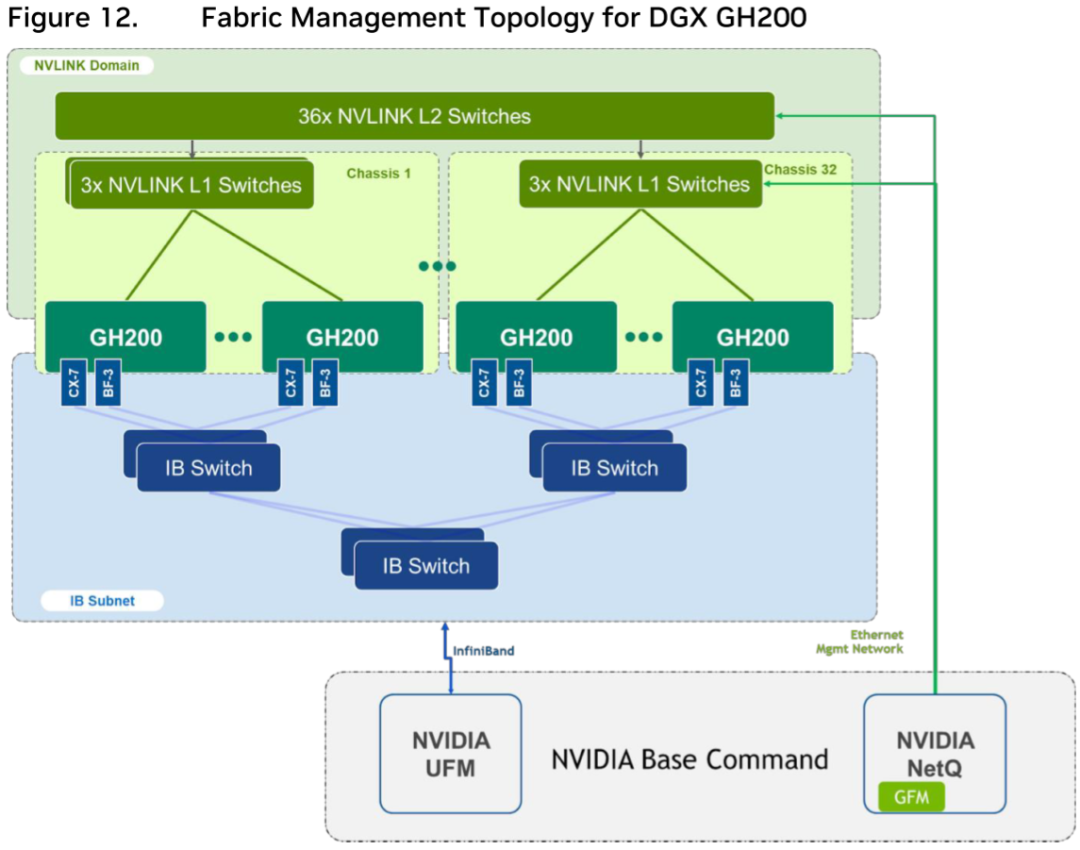 Figure 12. Fabric Management Topology for DGX GH200
NVLINK Domain
36x NVLINK L2 Switches
Chassis 1
3x NVLINK L1 Switches
Chassis 32
3x NVLINK L1 Switches
GH200
GH200
GH200
GH200
CX-7
BF-3
CX-7
BF-3
CX-7
BF-3
CX-7
BF-3
IB Switch
IB Switch
IB Switch
IB Subnet
InfiniBand
Ethernet
Mgmt Network
NVIDIA
UFM
NVIDIA Base Command
NVIDIA
NetQ
GFM